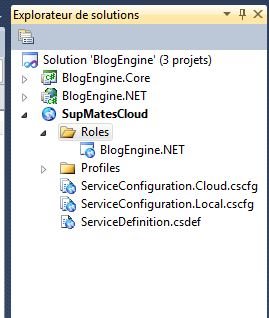 Explorateur de solutions
Solution 'BlogEngine' (3 projets)
BlogEngine.Core
BlogEngine.NET
SupMatesCloud
Roles
BlogEngine.NET
Profiles
ServiceConfiguration.Cloud.cscfg
ServiceConfiguration.Local.cscfg
ServiceDefinition.csdef